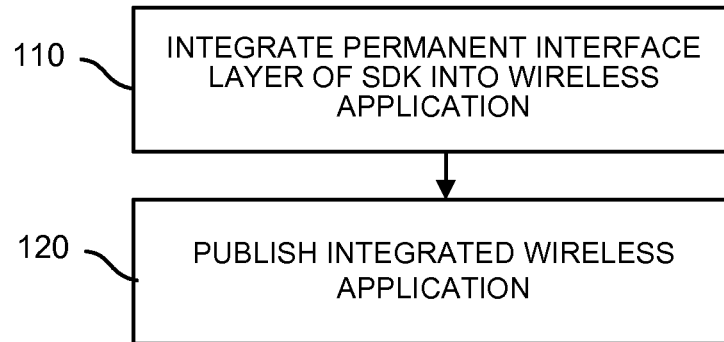 110
INTEGRATE PERMANENT INTERFACE
LAYER OF SDK INTO WIRELESS
APPLICATION
120
PUBLISH INTEGRATED WIRELESS
APPLICATION